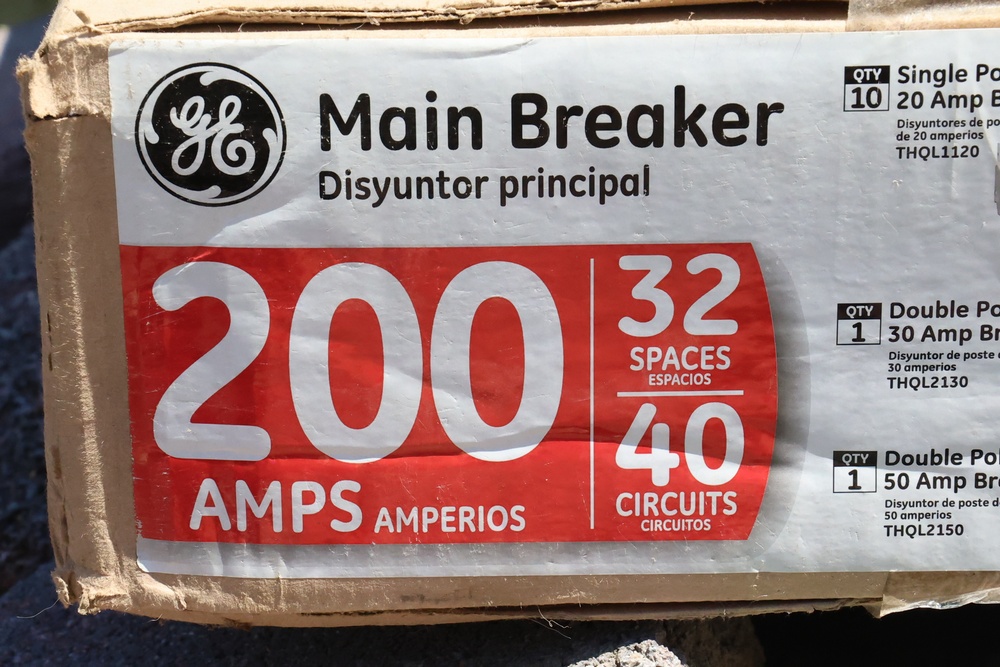 GE
Main Breaker
Disyuntor principal
200
AMPS AMPERIOS
32
SPACES
ESPACIOS
40
CIRCUITS
CIRCUITOS
QTY
10
Single Po
20 Amp B
Disyuntores de po
de 20 amperios
THQL1120
QTY
1
Double Po
30 Amp Br
Disyuntor de poste
30 amperios
THQL2130
QTY
1
Double Po
50 Amp Br
Disyuntor de poste d
50 amperios
THQL2150